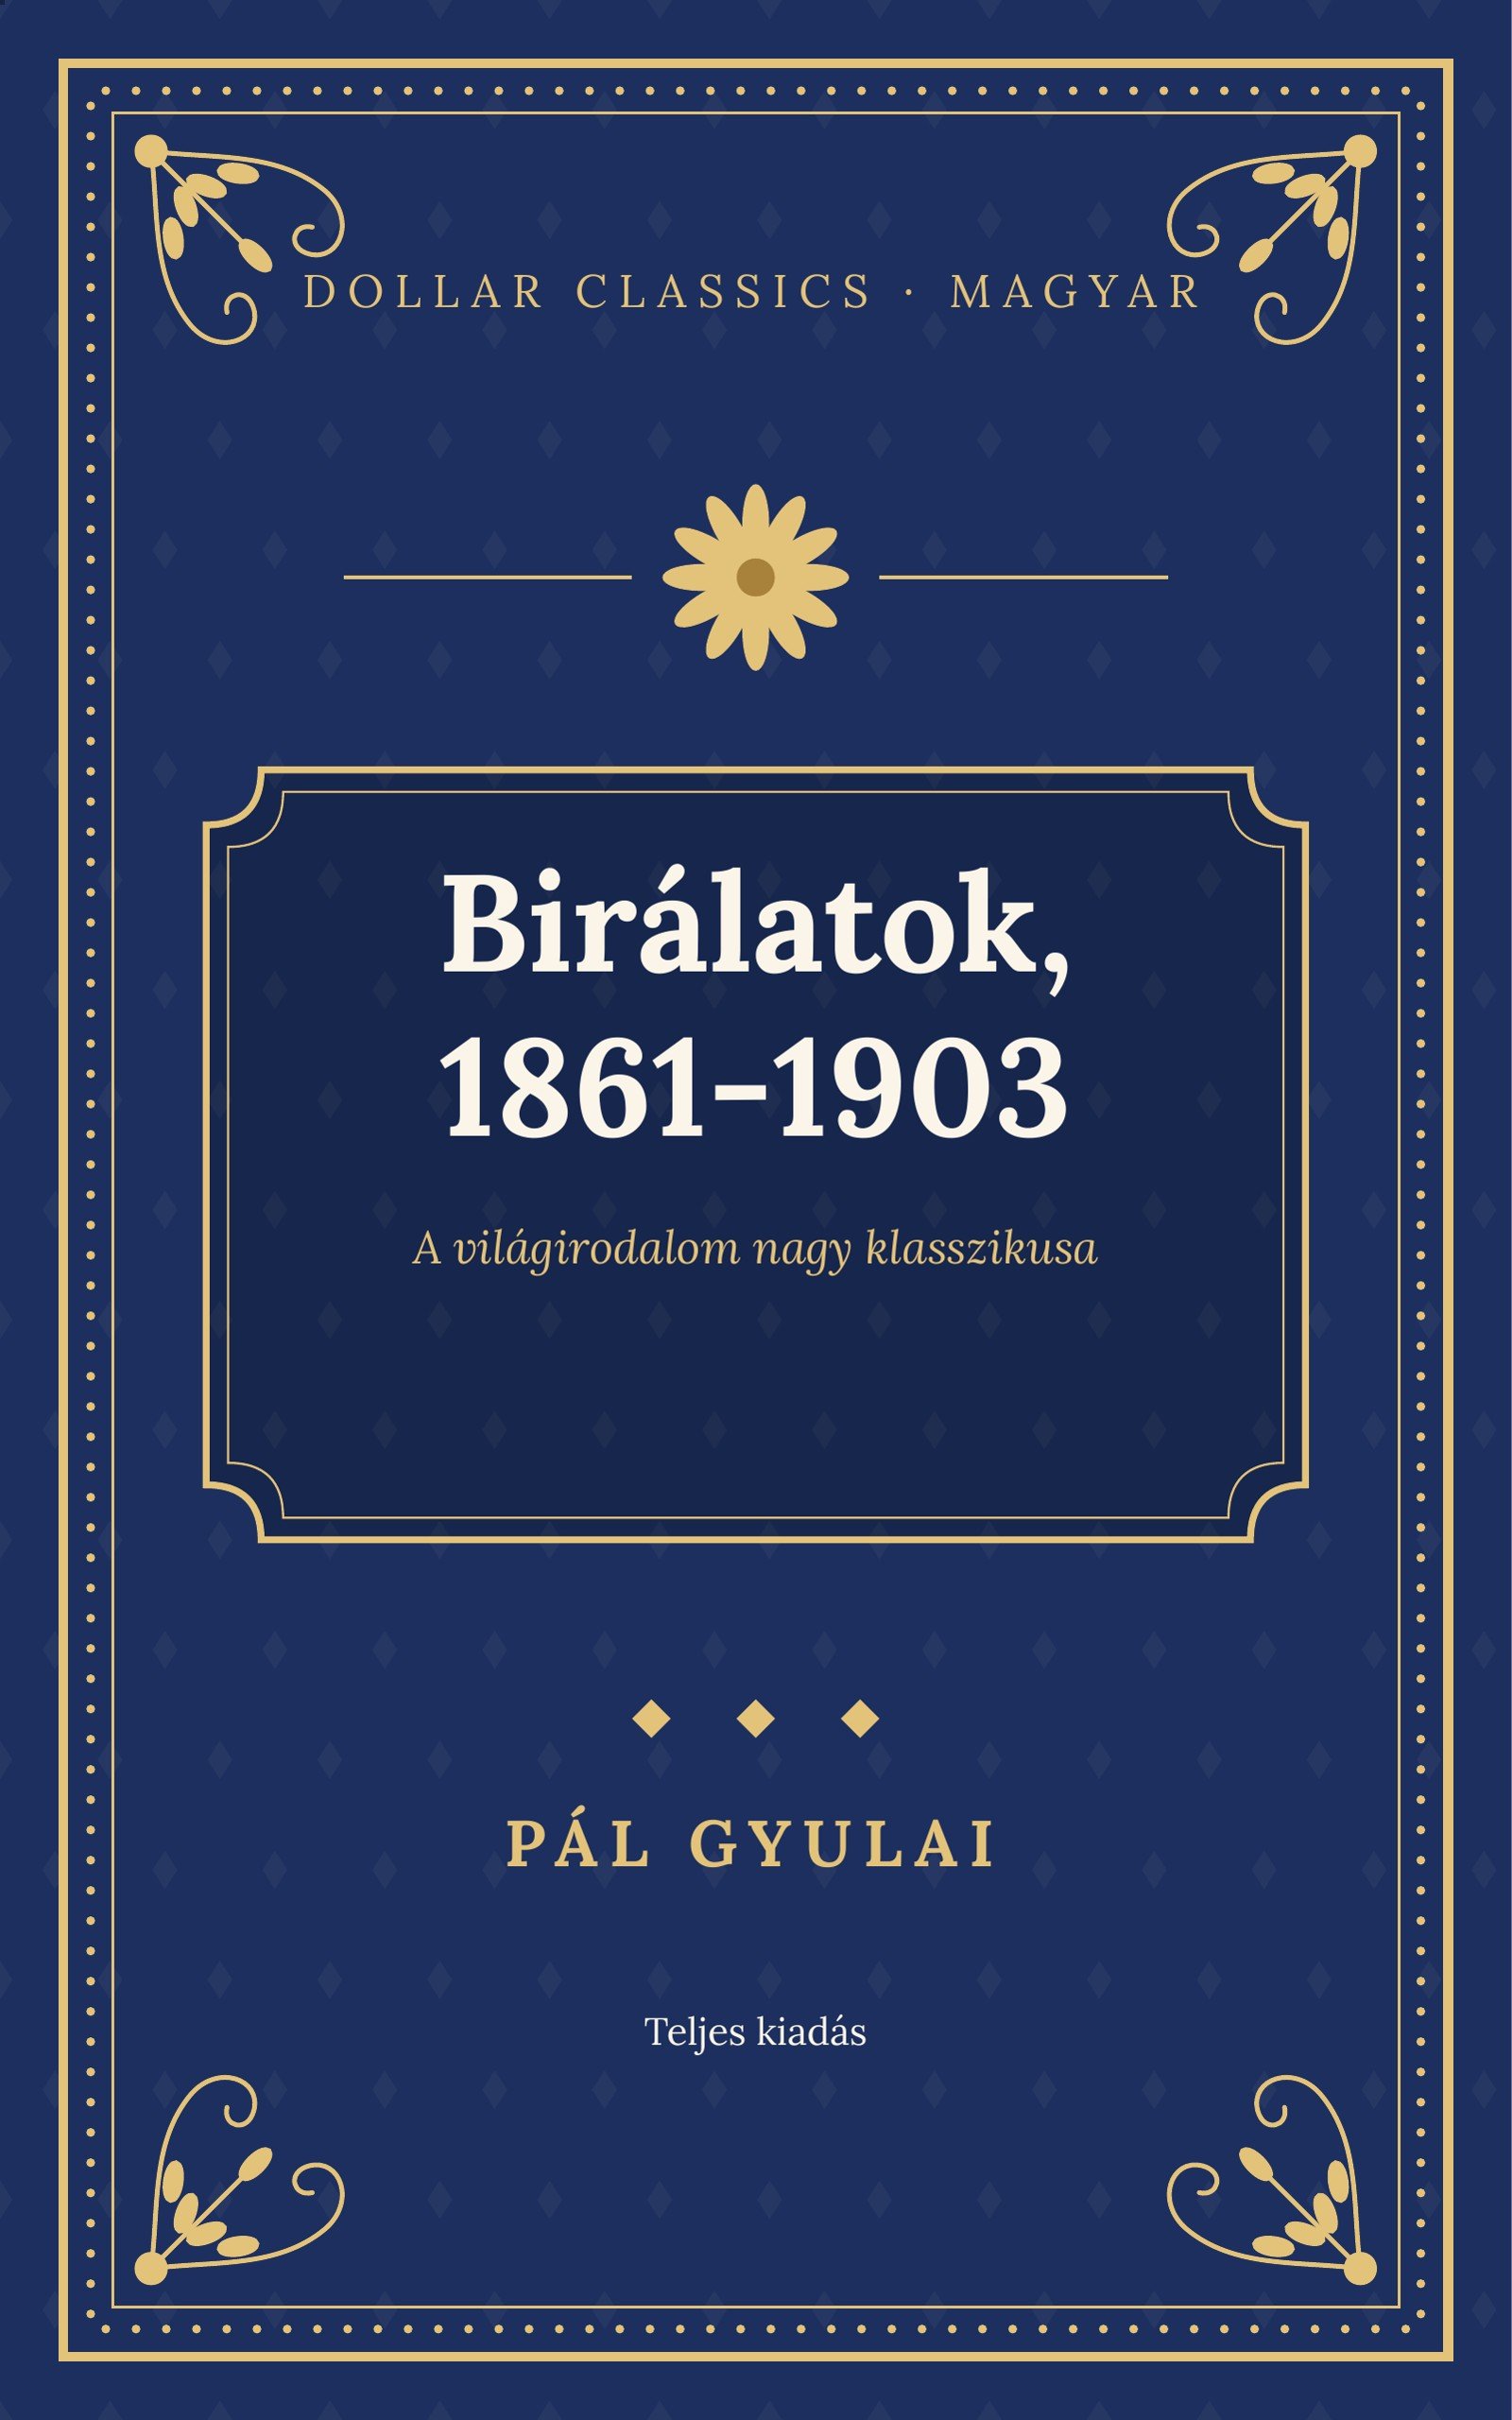 DOLLAR CLASSICS · MAGYAR
Birálatok,
1861-1903
A világirodalom nagy klasszikusa
PÁL GYULAI
Teljes kiadás